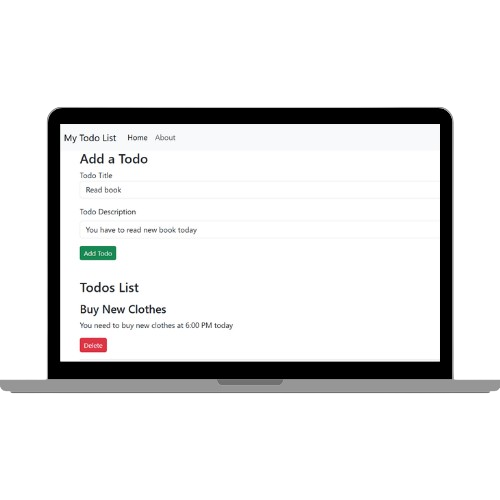 My Todo List Home About
Add a Todo
Todo Title
Read book
Todo Description
You have to read new book today
Add Todo
Todos List
Buy New Clothes
You need to buy new clothes at 6:00 PM today
Delete